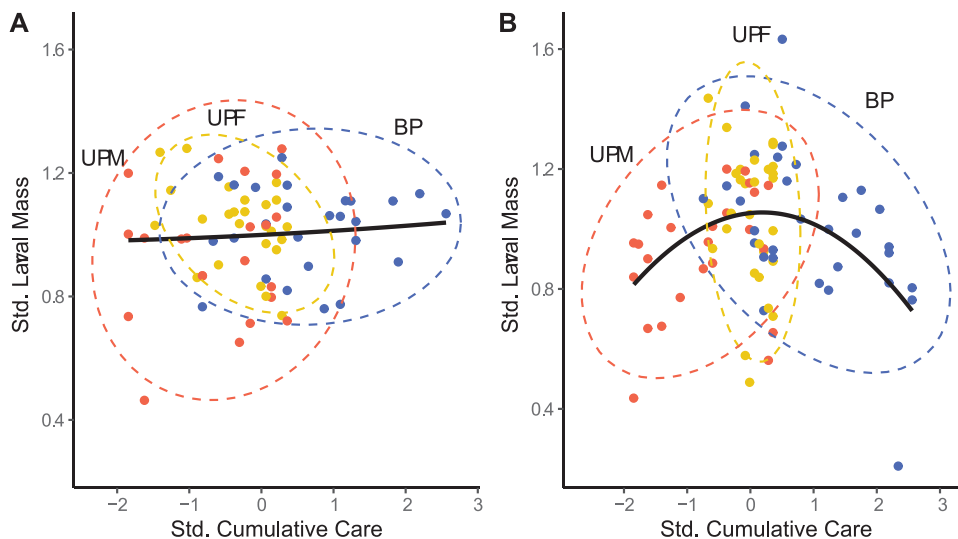 A
1.6
1.2
0.8
0.4
Std. Larval Mass
UPM
UPF
BP
−2
−1
0
1
2
3
Std. Cumulative Care
B
1.6
1.2
0.8
0.4
Std. Larval Mass
UPF
BP
UPM
−2
−1
0
1
2
3
Std. Cumulative Care